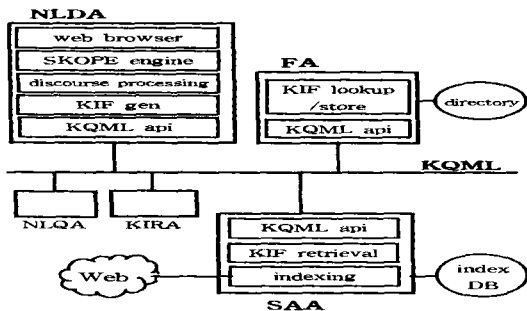 NLDA
web browser
SKOPE engine
discourse processing
KIF gen
KQML api
FA
KIF lookup
/store
KQML api
directory
KQML
NLQA
KIRA
KQML api
KIF retrieval
indexing
SAA
Web
index
DB